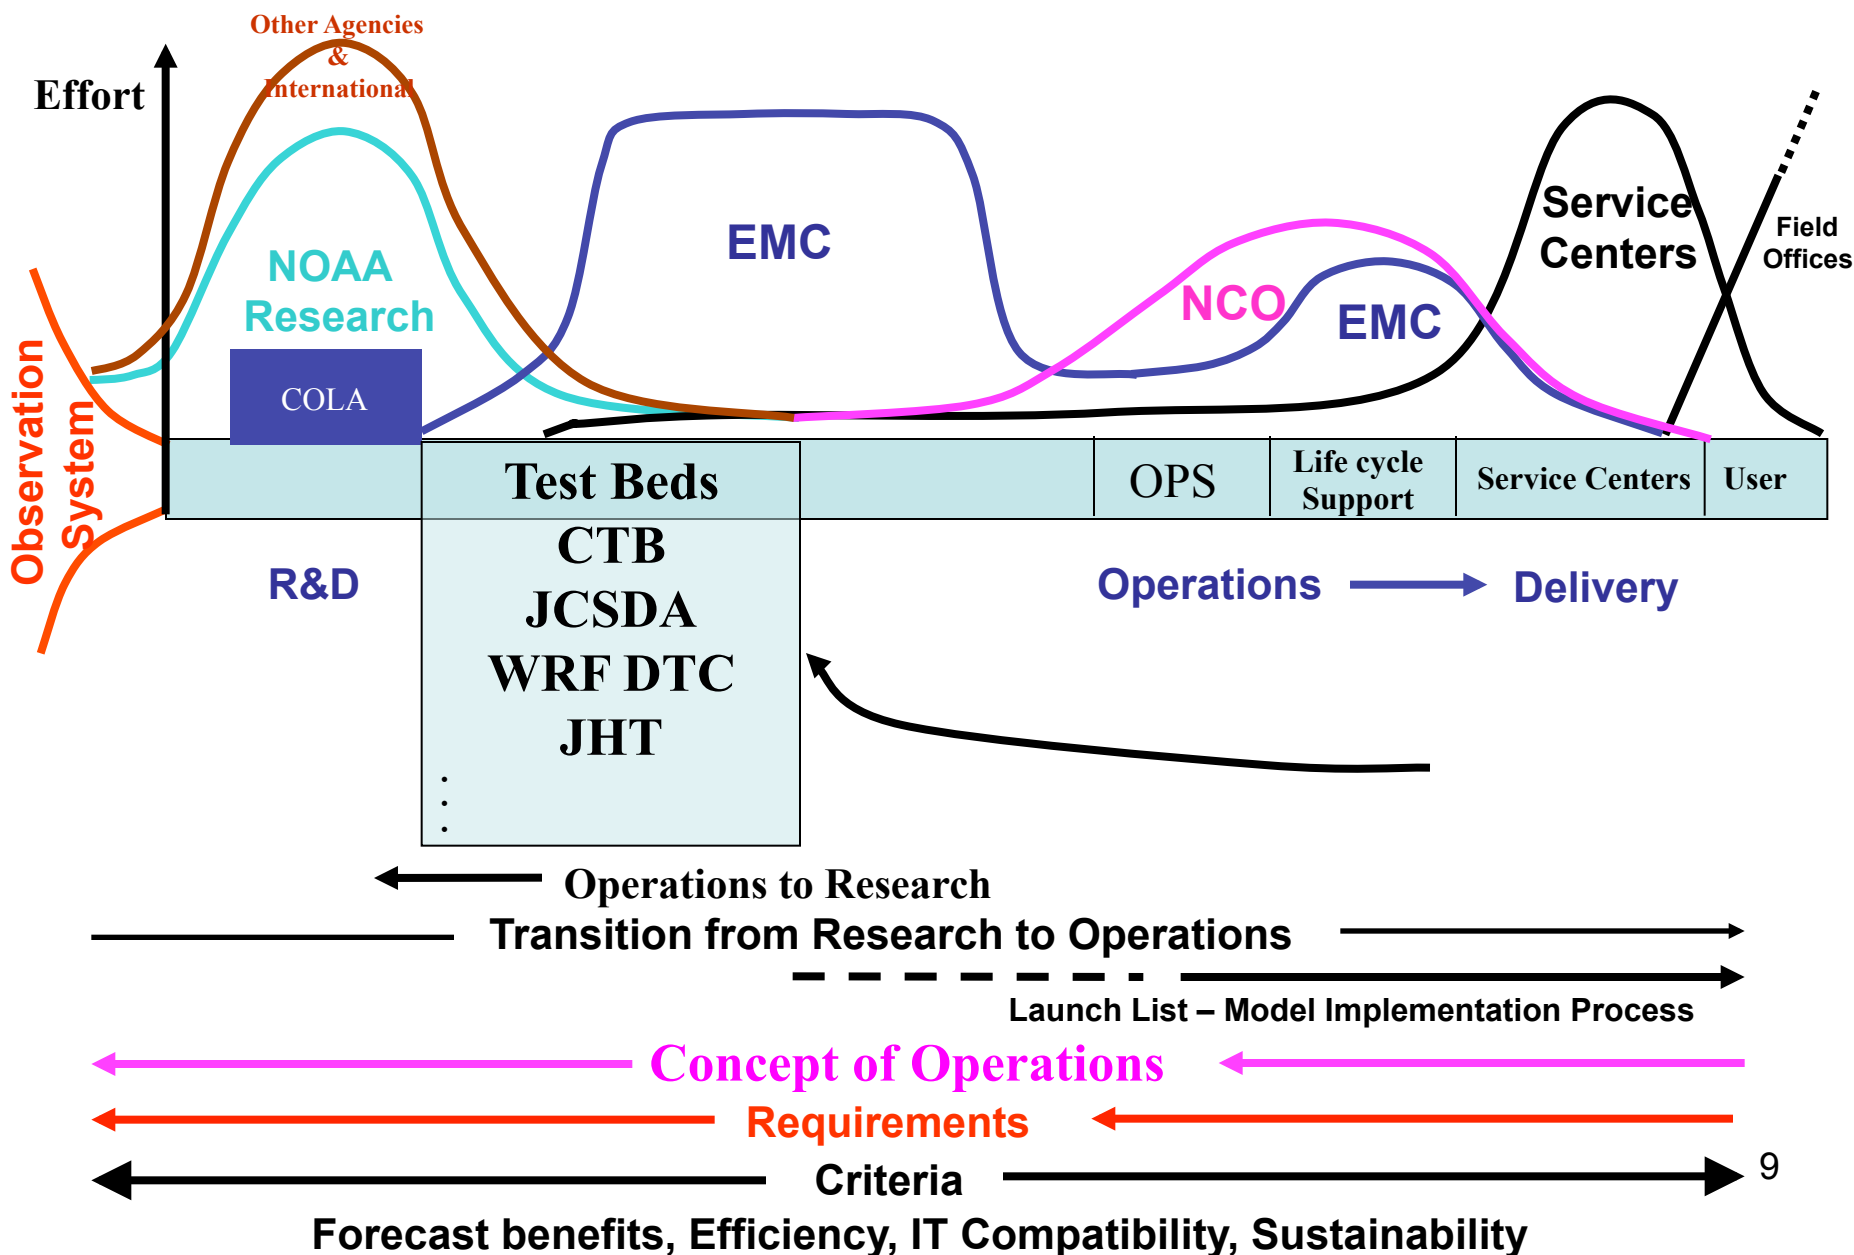 Other Agencies
&
International
Effort
NOAA
Research
COLA
EMC
NCO
EMC
Service
Centers
Field
Offices
Observation
System
Test Beds
CTB
JCSDA
WRF DTC
JHT
.
.
.
OPS
Life cycle
Support
Service Centers
User
R&D
Operations
Delivery
Operations to Research
Transition from Research to Operations
Launch List – Model Implementation Process
Concept of Operations
Requirements
Criteria
9
Forecast benefits, Efficiency, IT Compatibility, Sustainability